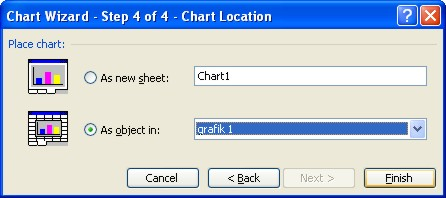 Chart Wizard - Step 4 of 4 - Chart Location
Place chart:
As new sheet: Chart1
As object in: grafik 1
Cancel < Back Next > Finish